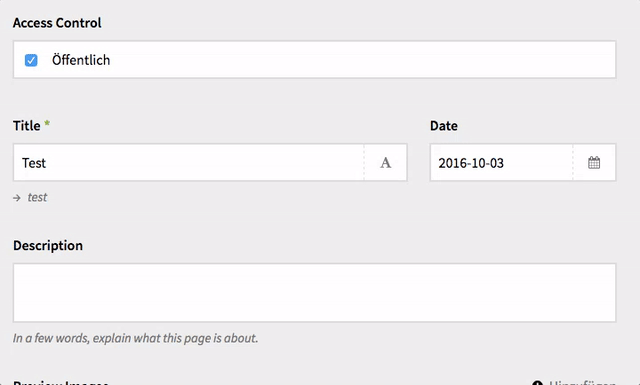 Access Control
Öffentlich
Title *
Date
Test
A
2016-10-03
→ test
Description
In a few words, explain what this page is about.
Preview Images
Hinzufügen